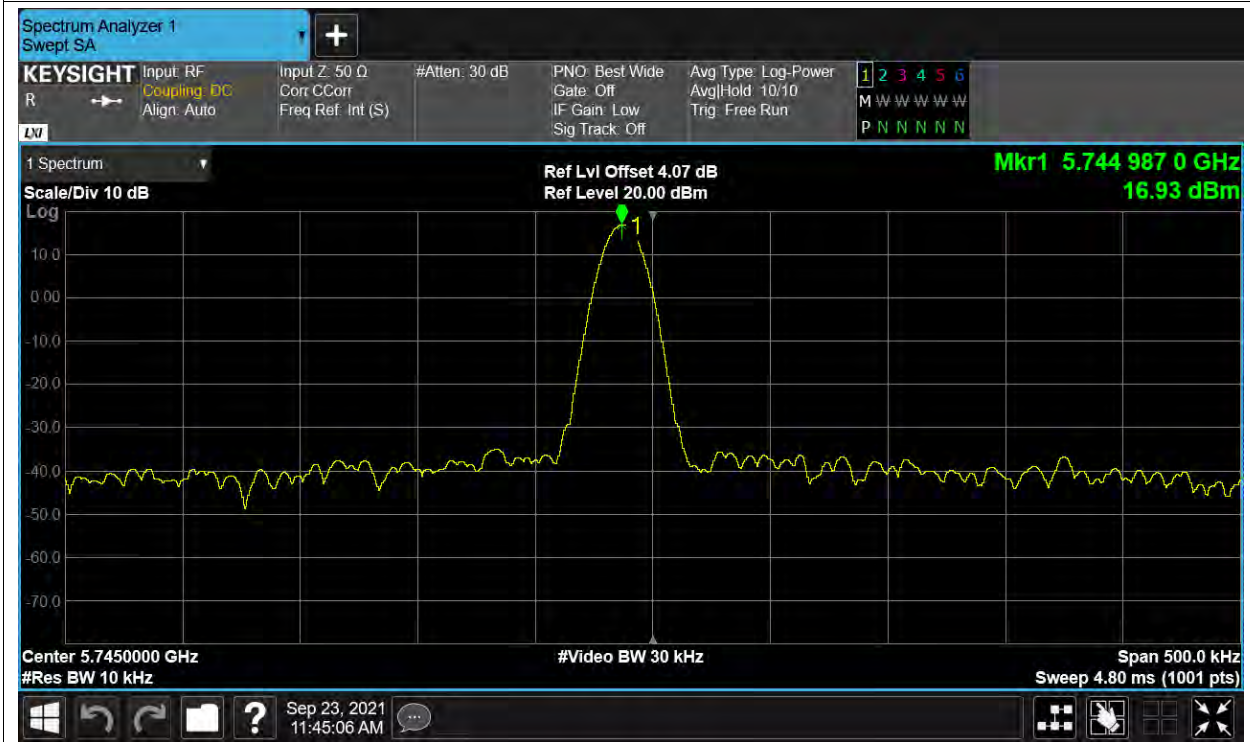 Spectrum Analyzer 1
Swept SA
+
KEYSIGHT Input: RF Input Z: 50 Ω #Atten: 30 dB PNO: Best Wide Avg Type: Log-Power 1 2 3 4 5 6
R Coupling: DC Corr CCorr Gate: Off Avg|Hold: 10/10 M W W W W W
Align: Auto Freq Ref: Int (S) IF Gain: Low Trig: Free Run
LXI Sig Track: Off P N N N N N
1 Spectrum Ref Lvl Offset 4.07 dB Mkr1 5.744 987 0 GHz
Scale/Div 10 dB Ref Level 20.00 dBm 16.93 dBm
Log
1
10.0
0.00
-10.0
-20.0
-30.0
-40.0
-50.0
-60.0
-70.0
Center 5.7450000 GHz #Video BW 30 kHz Span 500.0 kHz
#Res BW 10 kHz Sweep 4.80 ms (1001 pts)
? Sep 23, 2021
11:45:06 AM